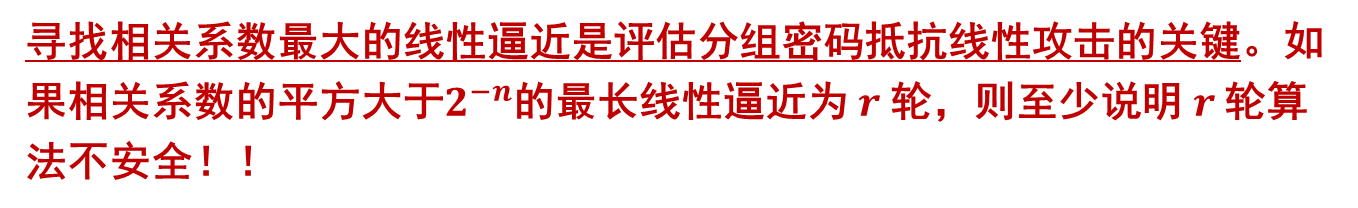 寻找相关系数最大的线性逼近是评估分组密码抵抗线性攻击的关键。如
果相关系数的平方大于$2^{-n}$的最长线性逼近为 r 轮，则至少说明 r 轮算
法不安全！！